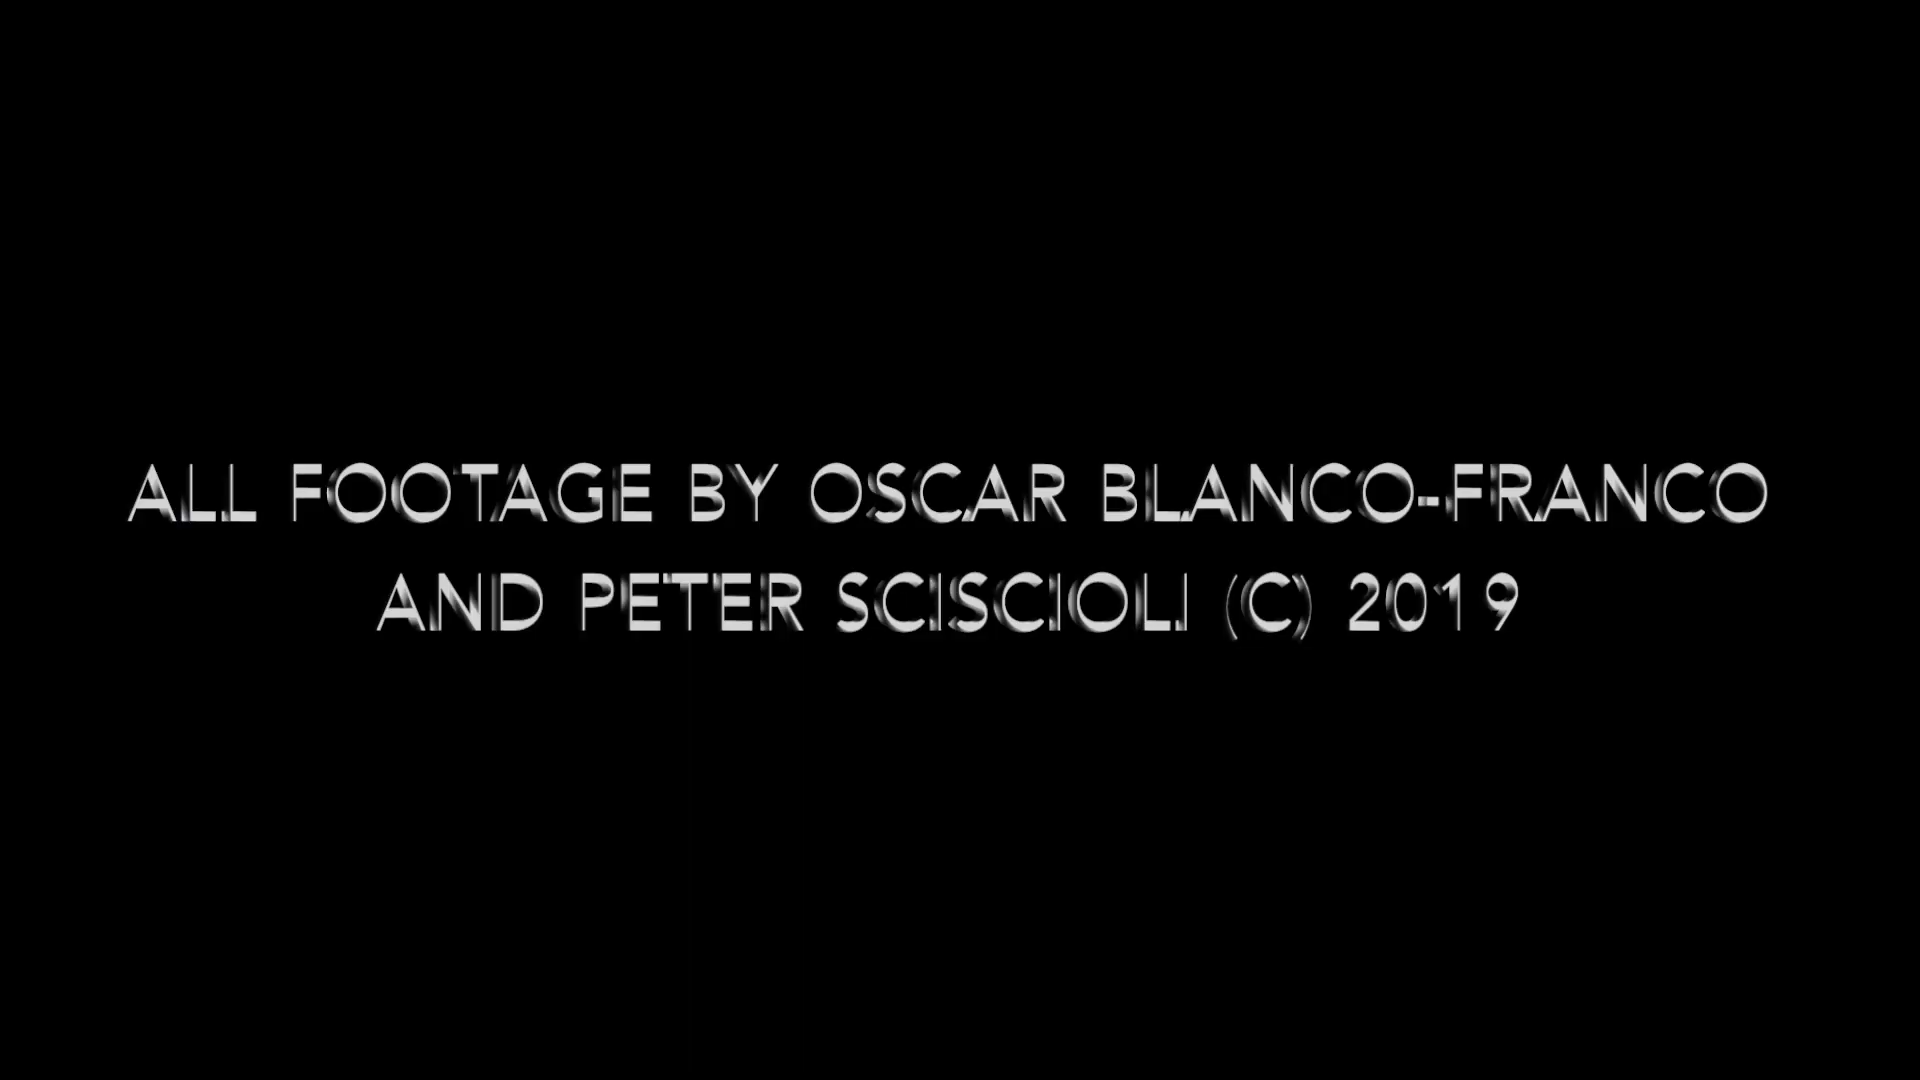 ALL FOOTAGE BY OSCAR BLANCO-FRANCO
AND PETER SCISCIOLI (C) 2019